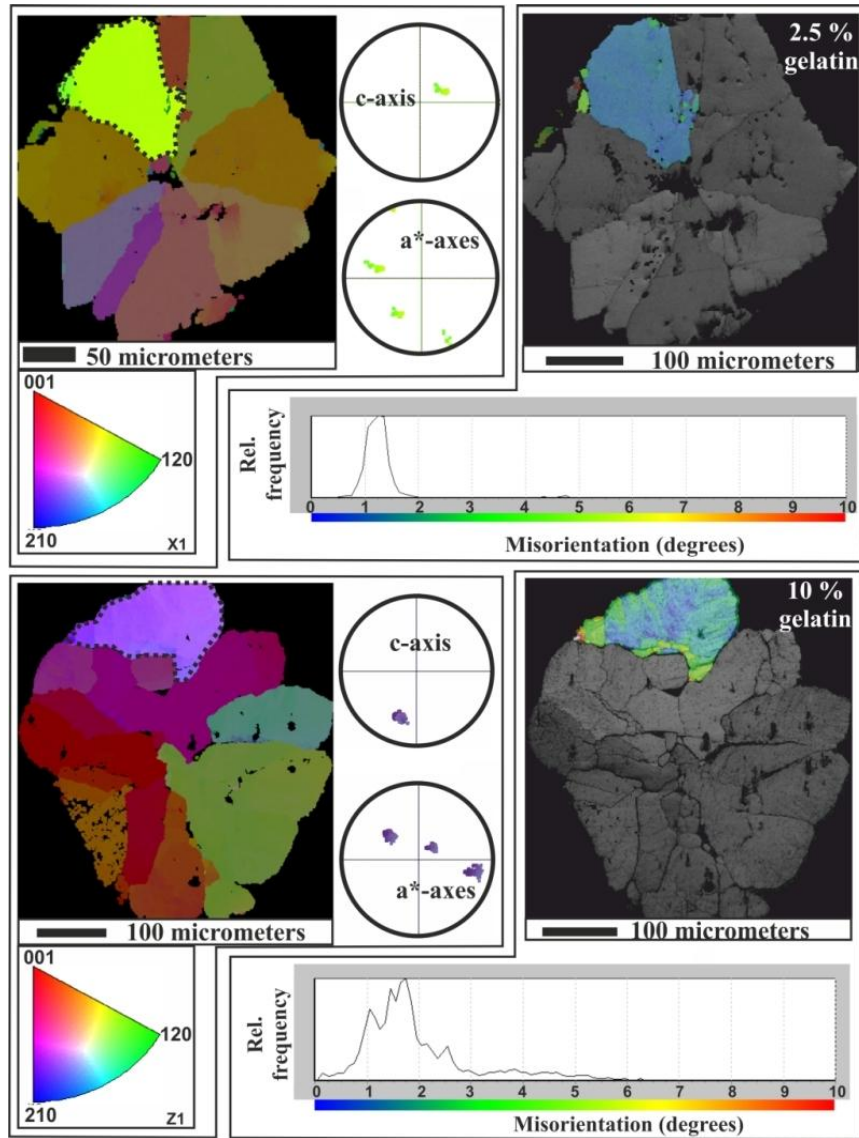 c-axis
a*-axes
50 micrometers
2.5 %
gelatin
100 micrometers
001
120
210
X1
Rel.
frequency
0 1 2 3 4 5 6 7 8 9 10
Misorientation (degrees)
c-axis
a*-axes
100 micrometers
10 %
gelatin
100 micrometers
001
120
210
Z1
Rel.
frequency
0 1 2 3 4 5 6 7 8 9 10
Misorientation (degrees)